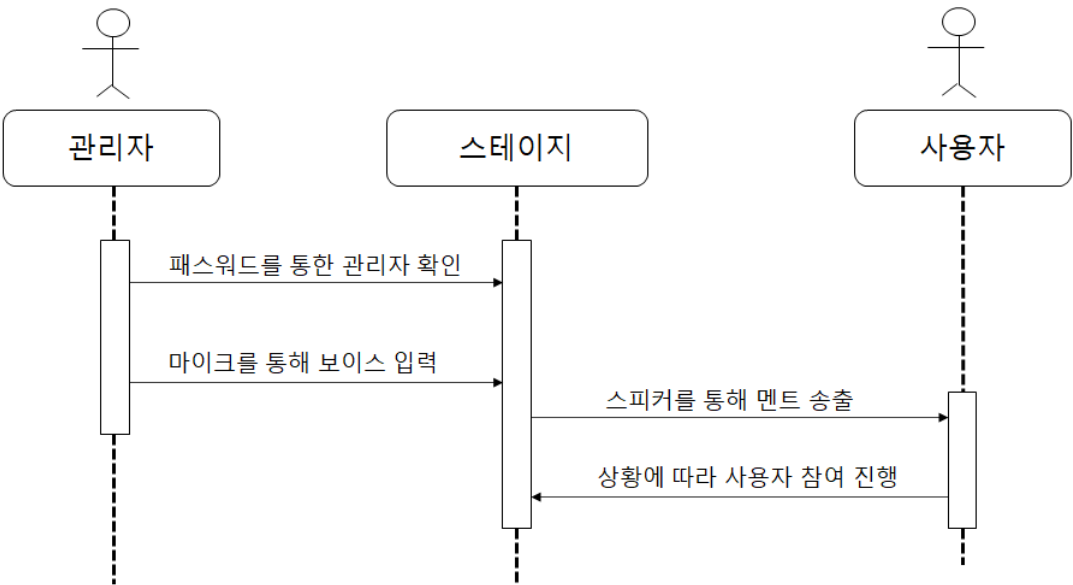 관리자
스테이지
사용자
패스워드를 통한 관리자 확인
마이크를 통해 보이스 입력
스피커를 통해 멘트 송출
상황에 따라 사용자 참여 진행